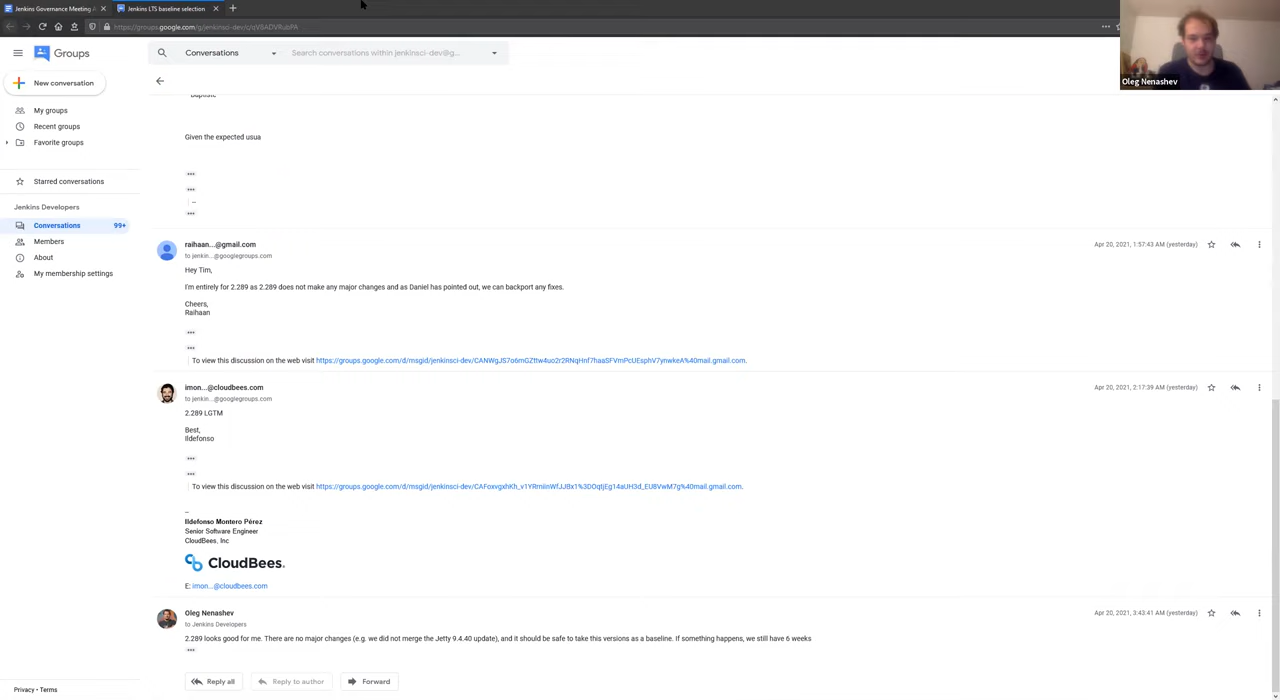 Jenkins Governance Meeting
Jenkins LTS baseline selection
Groups
Conversations
Search conversations within jenkinsci-dev@g...
New conversation
My groups
Recent groups
Favorite groups
Starred conversations
Jenkins Developers
Conversations 99+
Members
About
My membership settings
Privacy • Terms
Oleg Nenashev
Baptiste
Given the expected usua
raihaan...@gmail.com
Apr 20, 2021, 1:57:43 AM (yesterday)
to jenkin...@googlegroups.com
Hey Tim,
I'm entirely for 2.289 as 2.289 does not make any major changes and as Daniel has pointed out, we can backport any fixes.
Cheers,
Raihaan
To view this discussion on the web visit
imon...@cloudbees.com
Apr 20, 2021, 2:17:39 AM (yesterday)
to jenkin...@googlegroups.com
2.289 LGTM
Best,
Ildefonso
To view this discussion on the web visit
--
Ildefonso Montero Pérez
Senior Software Engineer
CloudBees, Inc
CloudBees.
E: imon...@cloudbees.com
Oleg Nenashev
Apr 20, 2021, 3:43:41 AM (yesterday)
to Jenkins Developers
2.289 looks good for me. There are no major changes (e.g. we did not merge the Jetty 9.4.40 update), and it should be safe to take this versions as a baseline. If something happens, we still have 6 weeks
Reply all
Reply to author
Forward